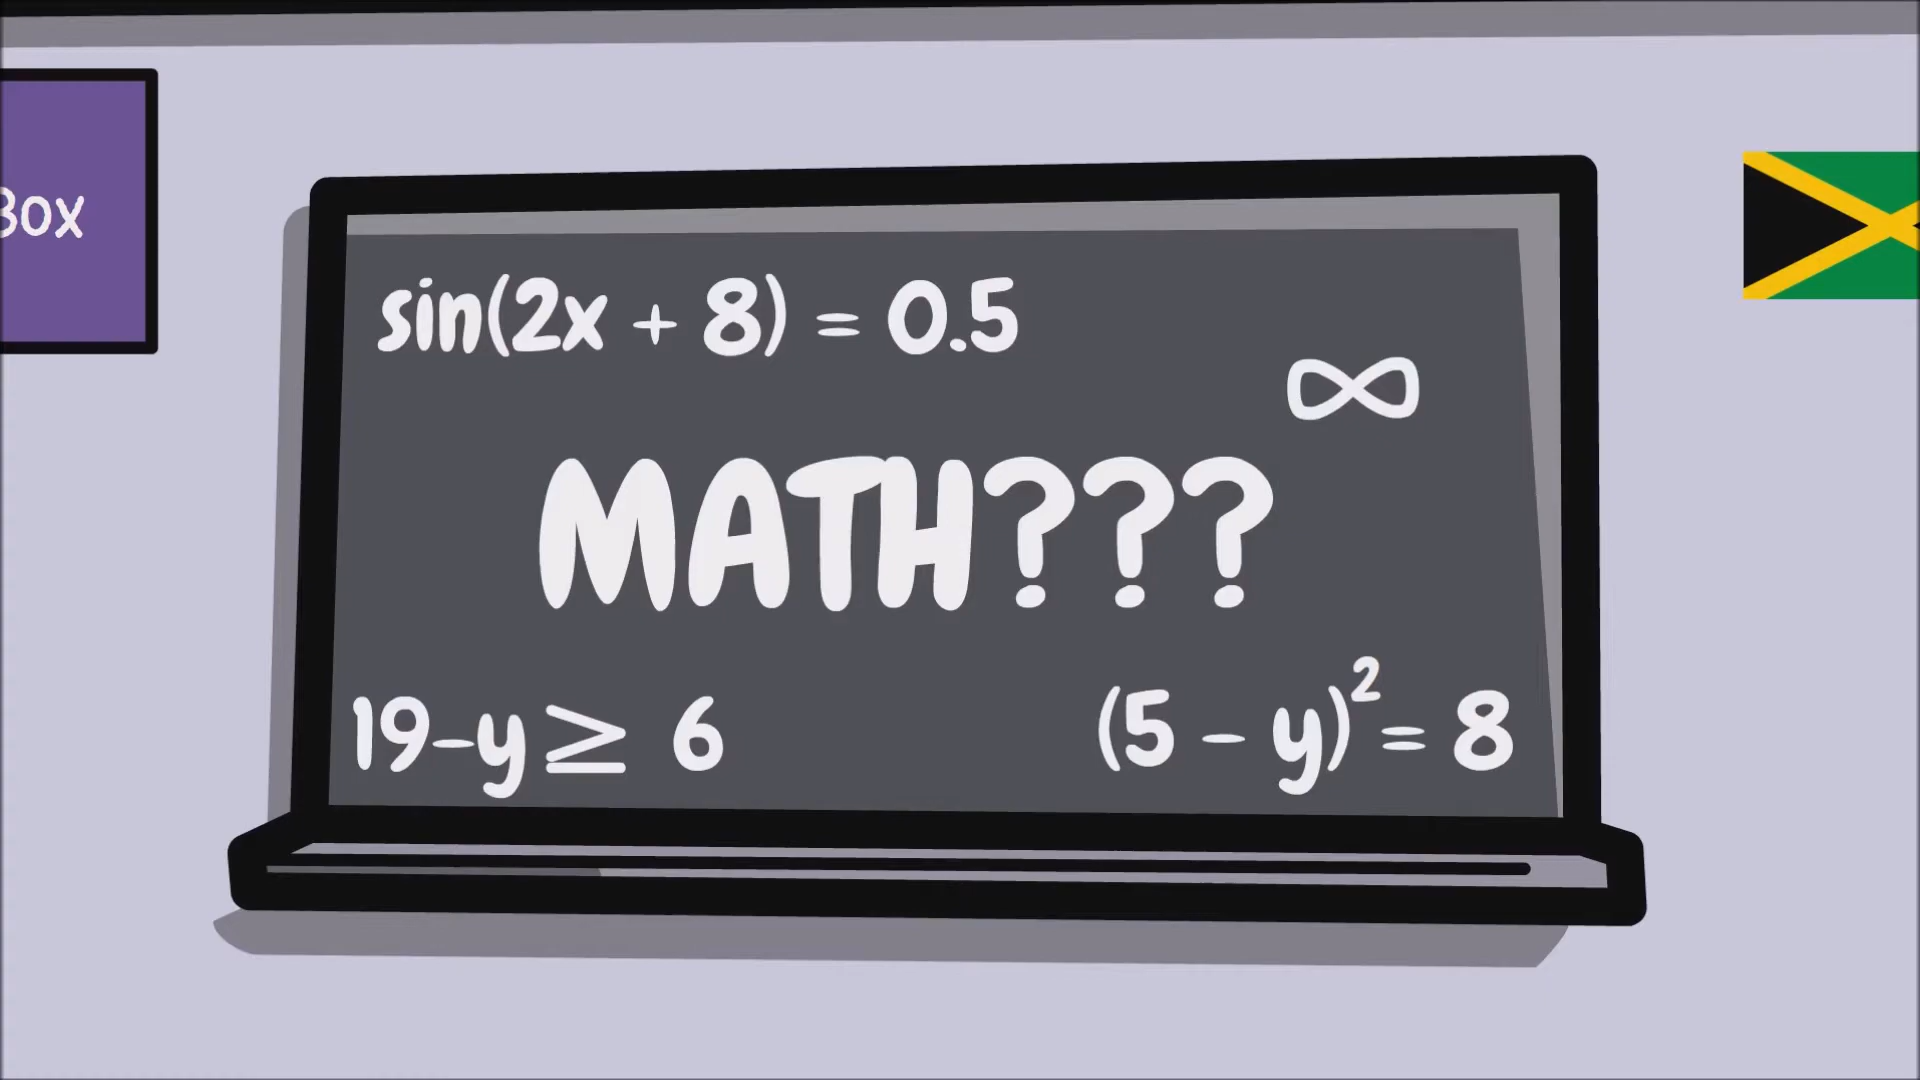 Box
sin(2x + 8) = 0.5
∞
MATH???
19-y ≥ 6
(5 - y)² = 8